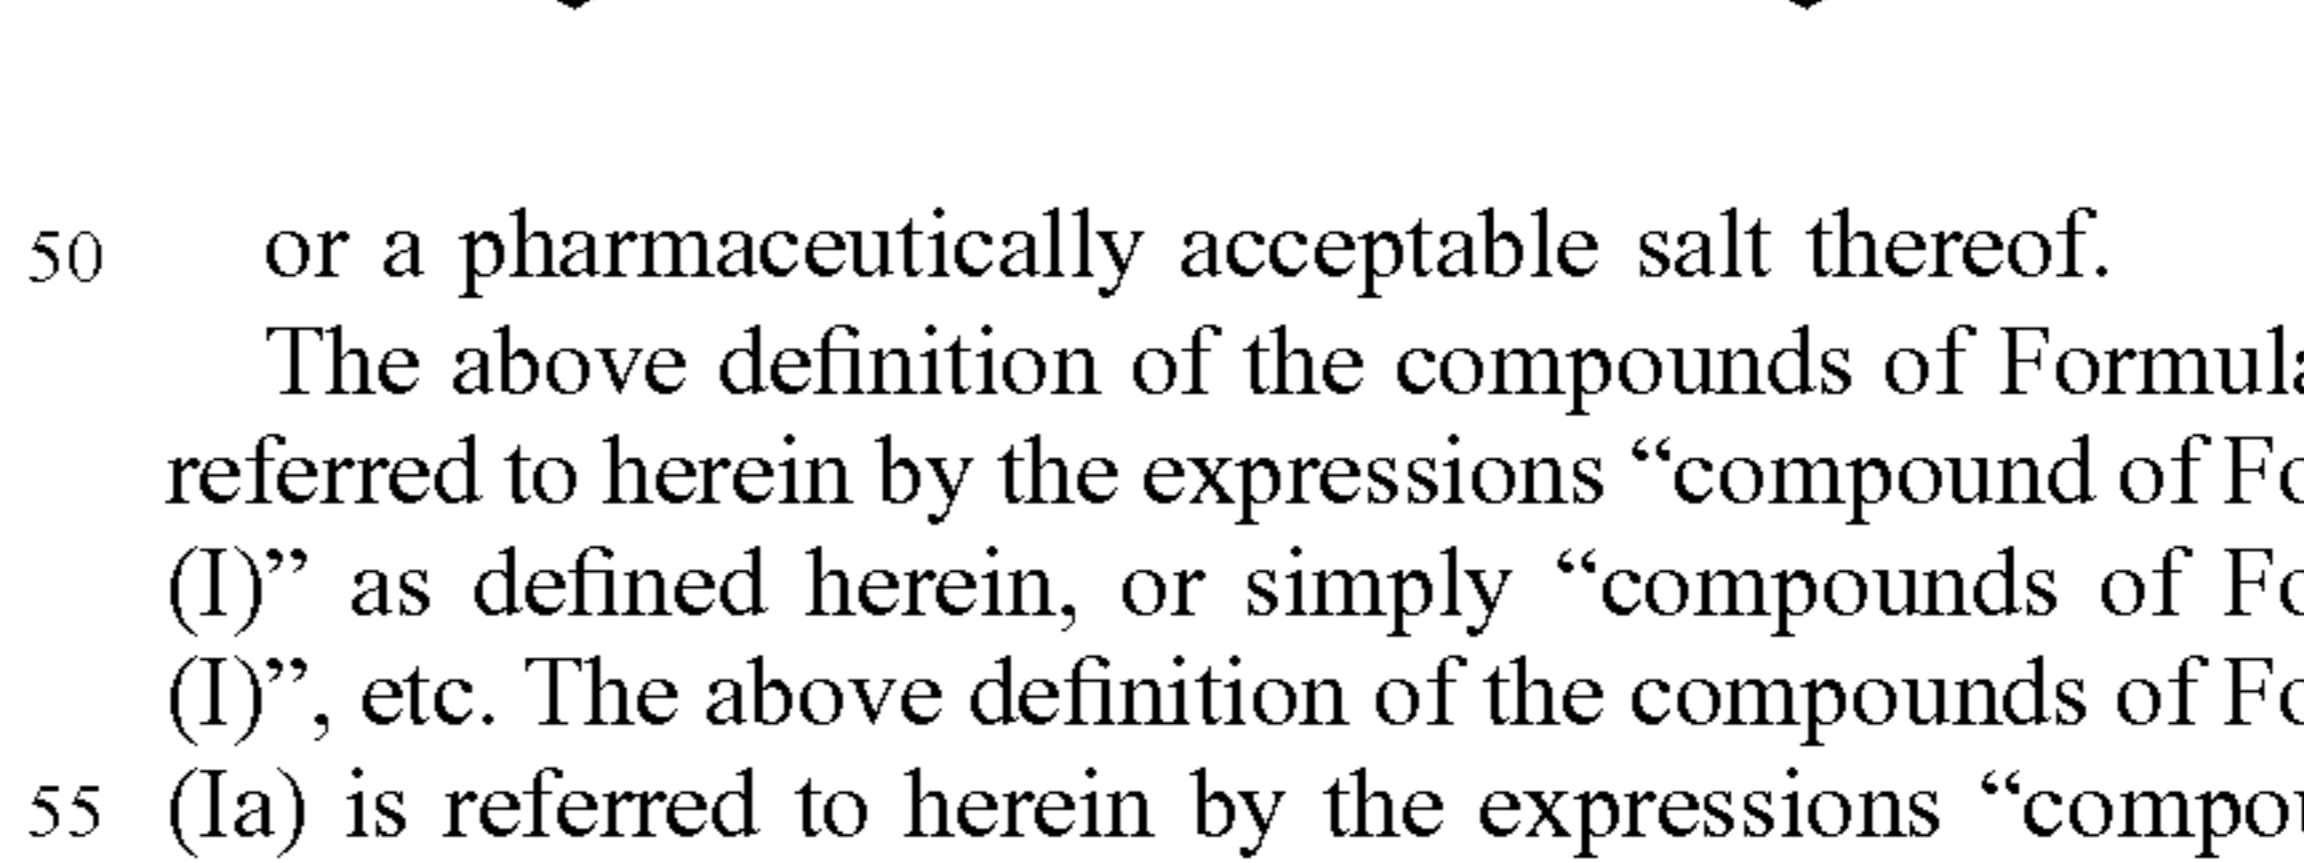 50 or a pharmaceutically acceptable salt thereof.
The above definition of the compounds of
referred to herein by the expressions “compound of
(I)” as defined herein, or simply “compounds of
(I)”, etc. The above definition of the compounds of
55 (Ia) is referred to herein by the expressions